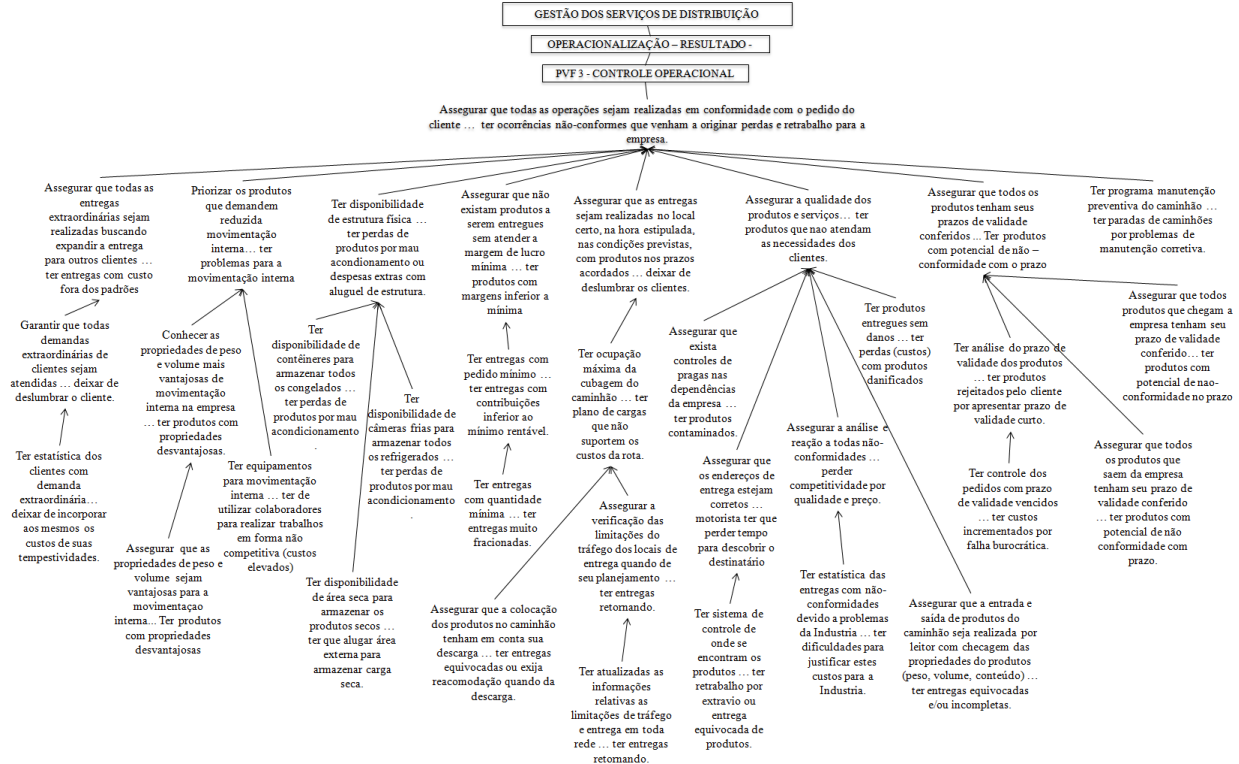 GESTÃO DOS SERVIÇOS DE DISTRIBUIÇÃO
OPERACIONALIZAÇÃO – RESULTADO -
PVF 3 - CONTROLE OPERACIONAL
Assegurar que todas as operações sejam realizadas em conformidade com o pedido do
cliente … ter ocorrências não-conformes que venham a originar perdas e retrabalho para a
empresa.
Assegurar que todas as
entregas
extraordinárias sejam
realizadas buscando
expandir a entrega
para outros clientes …
ter entregas com custo
fora dos padrões
Priorizar os produtos
que demandem
reduzida
movimentação
interna… ter
problemas para a
movimentação interna
Ter disponibilidade
de estrutura física …
ter perdas de
produtos por mau
acondionamento ou
despesas extras com
aluguel de estrutura.
Assegurar que não
existam produtos a
serem entregues
sem atender a
margem de lucro
mínima … ter
produtos com
margens inferior a
mínima
Assegurar que as entregas
sejam realizadas no local
certo, na hora estipulada,
nas condições previstas,
com produtos nos prazos
acordados … deixar de
deslumbrar os clientes.
Assegurar a qualidade dos
produtos e serviços… ter
produtos que nao atendam
as necesidades dos
clientes.
Assegurar que todos os
produtos tenham seus
prazos de validade
conferidos ... Ter produtos
com potencial de não –
conformidade com o prazo
Ter programa manutenção
preventiva do caminhão …
ter paradas de caminhões
por problemas de
manutenção corretiva.
Garantir que todas
demandas
extraordinárias de
clientes sejam
atendidas … deixar de
deslumbrar o cliente.
Ter estatística dos
clientes com
demanda
extraordinária…
deixar de incorporar
aos mesmos os
custos de suas
tempestividades.
Conhecer as
propriedades de peso
e volume mais
vantajosas de
movimentação
interna na empresa
… ter produtos com
propriedades
desvantajosas.
Assegurar que as
propriedades de peso e
volume sejam
vantajosas para a
movimentaçao
interna... Ter produtos
com propriedades
desvantajosas
Ter equipamentos
para movimentação
interna … ter de
utilizar colaboradores
para realizar trabalhos
em forma não
competitiva (custos
elevados)
Ter
disponibilidade de
contêineres para
armazenar todos
os congelados …
ter perdas de
produtos por mau
acondicionamento
.
Ter disponibilidade
de área seca para
armazenar os
produtos secos …
ter que alugar área
externa para
armazenar carga
seca.
Ter
disponibilidade de
câmeras frias para
armazenar todos
os refrigerados …
ter perdas de
produtos por mau
acondicionamento
.
Ter entregas com
pedido mínimo …
ter entregas com
contribuições
inferior ao
mínimo rentável.
Ter entregas
com quantidade
mínima … ter
entregas muito
fracionadas.
Ter ocupação
máxima da
cubagem do
caminhão … ter
plano de cargas
que não
suportem os
custos da rota.
Assegurar que a colocação
dos produtos no caminhão
tenham em conta sua
descarga … ter entregas
equivocadas ou exija
reacomodação quando da
descarga.
Assegurar a
verificação das
limitações do
tráfego dos locais de
entrega quando de
seu planejamento …
ter entregas
retornando.
Ter atualizadas as
informações
relativas as
limitações de tráfego
e entrega em toda
rede … ter entregas
retornando.
Assegurar que
exista
controles de
pragas nas
dependências
da empresa …
ter produtos
contaminados.
Assegurar que
os endereços de
entrega estejam
corretos …
motorista ter que
perder tempo
para descobrir o
destinatário
Ter sistema de
controle de
onde se
encontram os
produtos … ter
retrabalho por
extravio ou
entrega
equivocada de
produtos.
Assegurar a análise e
reação a todas não-
conformidades …
perder
competitividade por
qualidade e preço.
Ter estatística das
entregas com não-
conformidades
devido a problemas
da Industria … ter
dificuldades para
justificar estes
custos para a
Industria.
Ter produtos
entregues sem
danos … ter
perdas (custos)
com produtos
danificados
Assegurar que a entrada e
saída de produtos do
caminhão seja realizada por
leitor com checagem das
propriedades do produtos
(peso, volume, conteúdo) …
ter entregas equivocadas
e/ou incompletas.
Ter análise do prazo de
validade dos produtos
… ter produtos
rejeitados pelo cliente
por apresentar prazo de
validade curto.
Ter controle dos
pedidos com prazo
de validade vencidos
… ter custos
incrementados por
falha burocrática.
Assegurar que todos
produtos que chegam a
empresa tenham seu
prazo de validade
conferido… ter
produtos com
potencial de nao-
conformidade no prazo
Assegurar que todos
os produtos que
saem da empresa
tenham seu prazo de
validade conferido
… ter produtos com
potencial de não
conformidade com
prazo.